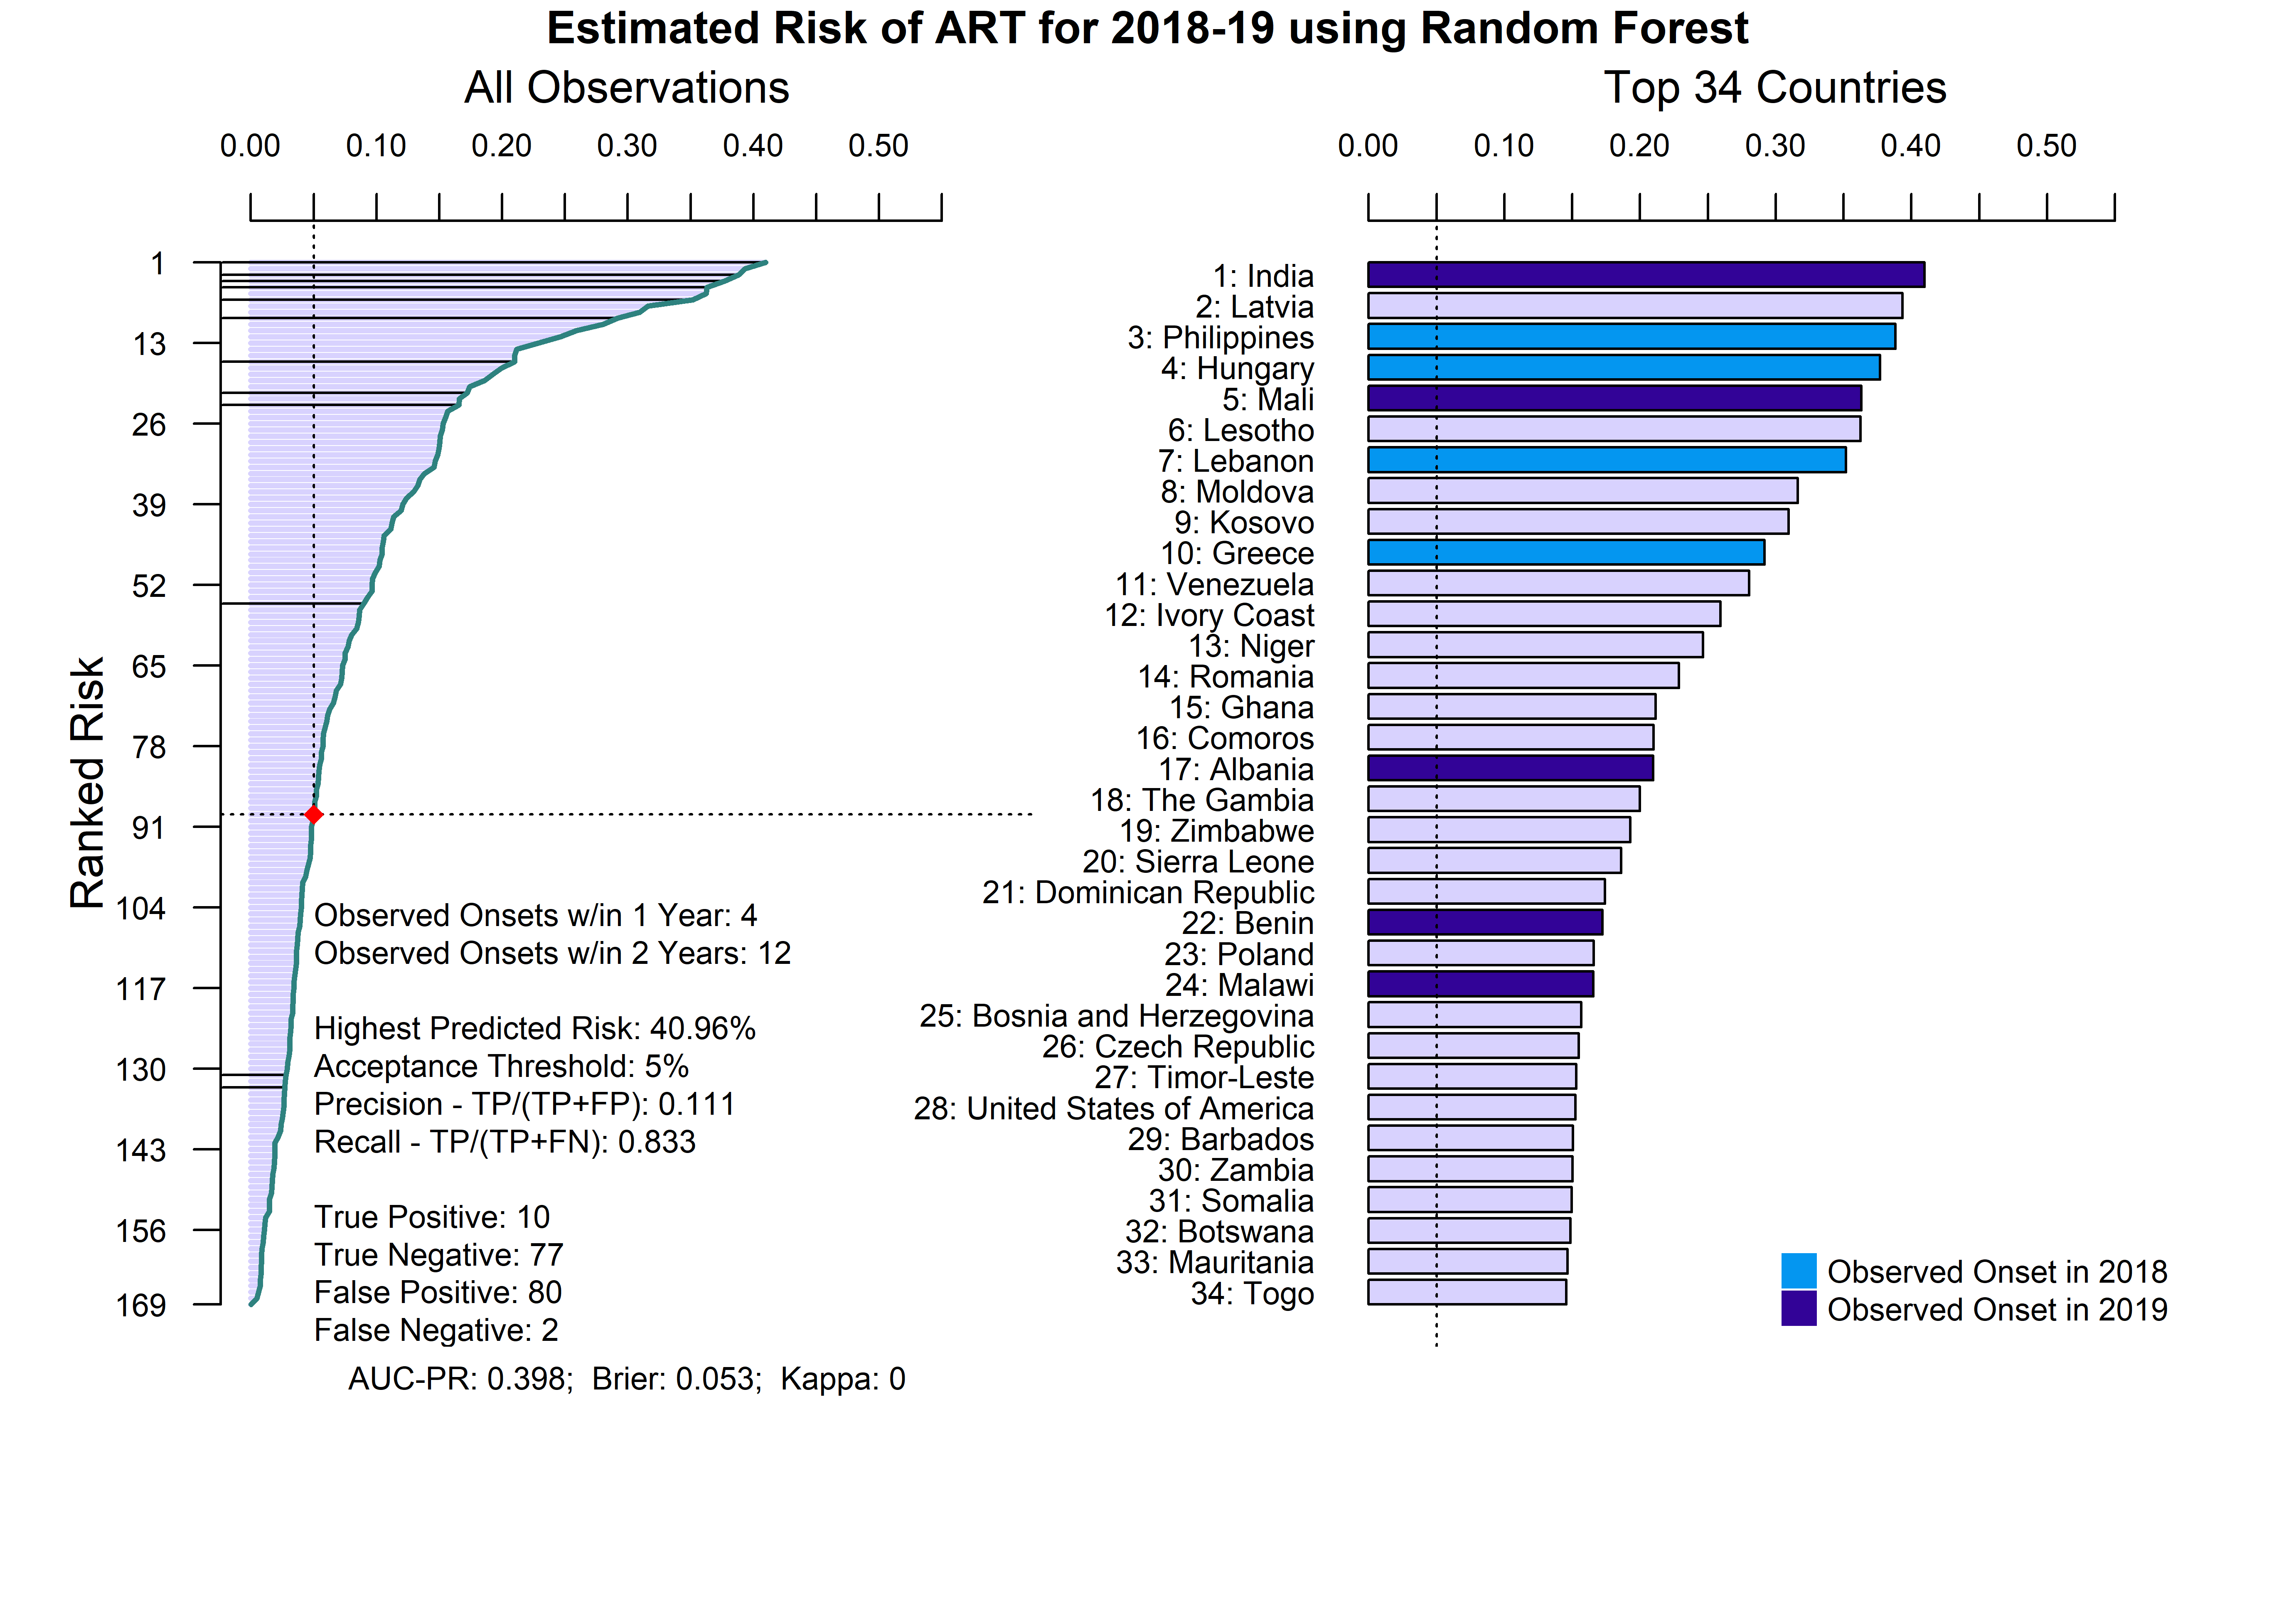 Estimated Risk of ART for 2018-19 using Random Forest
All Observations
0.00 0.10 0.20 0.30 0.40 0.50
Ranked Risk
1
13
26
39
52
65
78
91
104
117
130
143
156
169
Observed Onsets w/in 1 Year: 4
Observed Onsets w/in 2 Years: 12
Highest Predicted Risk: 40.96%
Acceptance Threshold: 5%
Precision - TP/(TP+FP): 0.111
Recall - TP/(TP+FN): 0.833
True Positive: 10
True Negative: 77
False Positive: 80
False Negative: 2
AUC-PR: 0.398;  Brier: 0.053;  Kappa: 0
Top 34 Countries
0.00 0.10 0.20 0.30 0.40 0.50
1: India
2: Latvia
3: Philippines
4: Hungary
5: Mali
6: Lesotho
7: Lebanon
8: Moldova
9: Kosovo
10: Greece
11: Venezuela
12: Ivory Coast
13: Niger
14: Romania
15: Ghana
16: Comoros
17: Albania
18: The Gambia
19: Zimbabwe
20: Sierra Leone
21: Dominican Republic
22: Benin
23: Poland
24: Malawi
25: Bosnia and Herzegovina
26: Czech Republic
27: Timor-Leste
28: United States of America
29: Barbados
30: Zambia
31: Somalia
32: Botswana
33: Mauritania
34: Togo
Observed Onset in 2018
Observed Onset in 2019